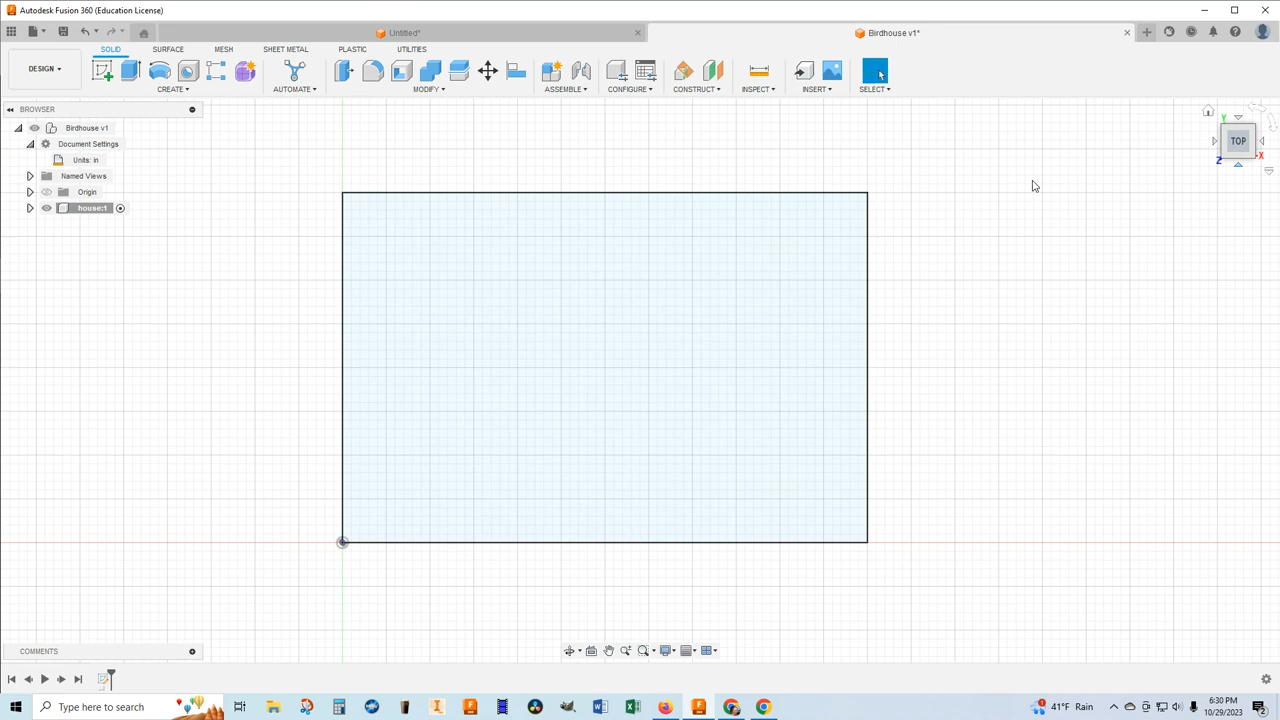 Autodesk Fusion 360 (Education License)
Untitled*
Birdhouse v1*
DESIGN
SOLID
SURFACE
MESH
SHEET METAL
PLASTIC
UTILITIES
CREATE
AUTOMATE
MODIFY
ASSEMBLE
CONFIGURE
CONSTRUCT
INSPECT
INSERT
SELECT
BROWSER
Birdhouse v1
Document Settings
Units: in
Named Views
Origin
house:1
Y
TOP
X
Z
COMMENTS
Type here to search
1
41°F Rain
6:30 PM
10/29/2023
2